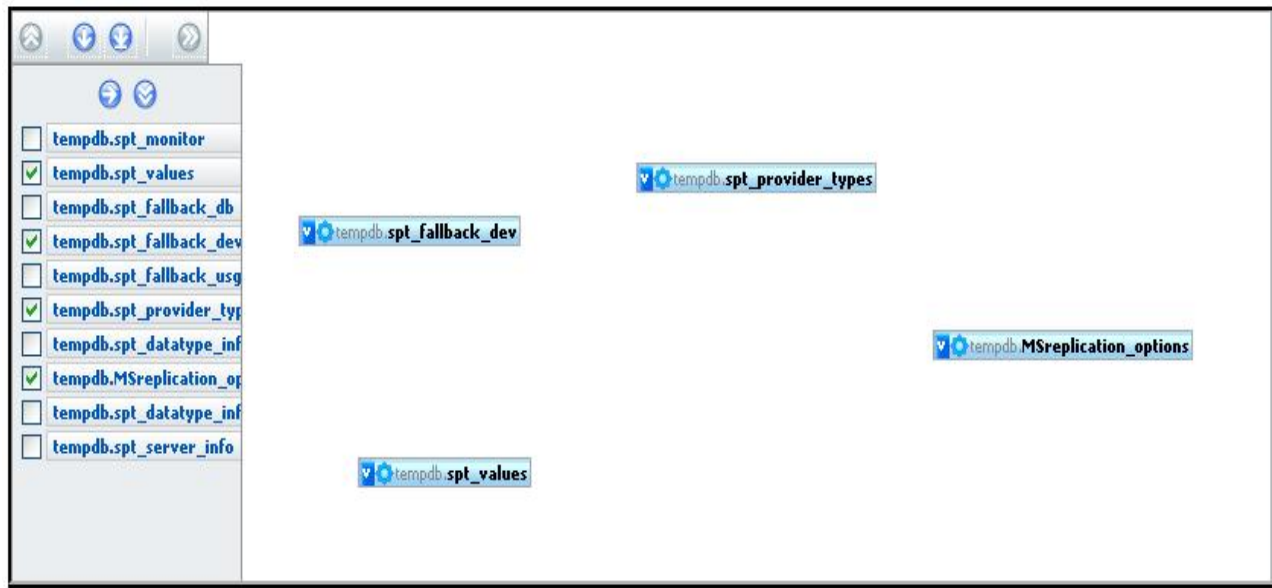 tempdb.spt_monitor
tempdb.spt_values
tempdb.spt_fallback_db
tempdb.spt_fallback_dev
tempdb.spt_fallback_usg
tempdb.spt_provider_typ
tempdb.spt_datatype_inf
tempdb.MSreplication_op
tempdb.spt_datatype_inf
tempdb.spt_server_info
tempdb.spt_provider_types
tempdb.spt_fallback_dev
tempdb.MSreplication_options
tempdb.spt_values